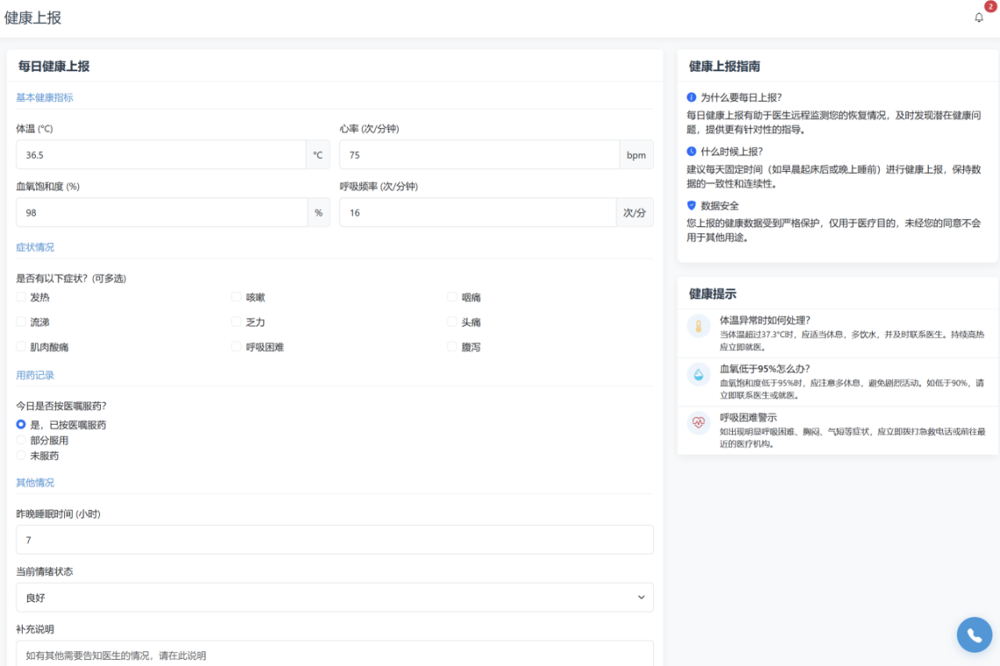 健康上报
2
每日健康上报
基本健康指标
体温 (°C)
心率 (次/分钟)
36.5
°C
75
bpm
血氧饱和度 (%)
呼吸频率 (次/分钟)
98
%
16
次/分
症状情况
是否有以下症状？(可多选)
发热
咳嗽
咽痛
流涕
乏力
头痛
肌肉酸痛
呼吸困难
腹泻
用药记录
今日是否按医嘱服药？
是，已按医嘱服药
部分服用
未服药
其他情况
昨晚睡眠时间 (小时)
7
当前情绪状态
良好
补充说明
如有其他需要告知医生的情况，请在此说明
健康上报指南
为什么要每日上报？
每日健康上报有助于医生远程监测您的恢复情况，及时发现潜在健康问
题，提供更有针对性的指导。
什么时候上报？
建议每天固定时间（如早晨起床后或晚上睡前）进行健康上报，保持数
据的一致性和连续性。
数据安全
您上报的健康数据受到严格保护，仅用于医疗目的，未经您的同意不会
用于其他用途。
健康提示
体温异常时如何处理？
当体温超过37.3°C时，应适当休息，多饮水，并及时联系医生。持续高热
应立即就医。
血氧低于95%怎么办？
血氧饱和度低于95%时，应注意多休息，避免剧烈活动。如低于90%，请
立即联系医生或就医。
呼吸困难警示
如出现明显呼吸困难、胸闷、气短等症状，应立即拨打急救电话或前往最
近的医疗机构。